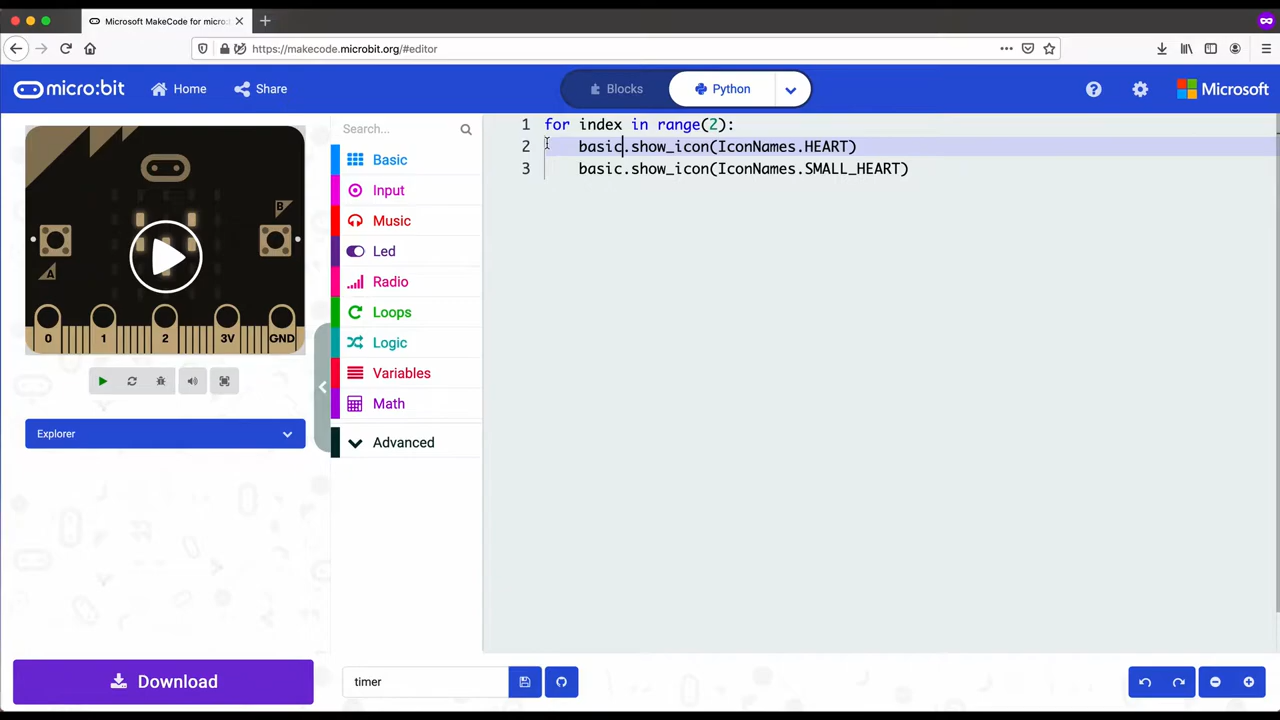 Microsoft MakeCode for micro:
https://makecode.microbit.org/#editor
micro:bit
Home
Share
Blocks
Python
Microsoft
Search...
Basic
Input
Music
Led
Radio
Loops
Logic
Variables
Math
Advanced
1 for index in range(2):
2 basic.show_icon(IconNames.HEART)
3 basic.show_icon(IconNames.SMALL_HEART)
A
B
0 1 2 3V GND
Explorer
Download
timer